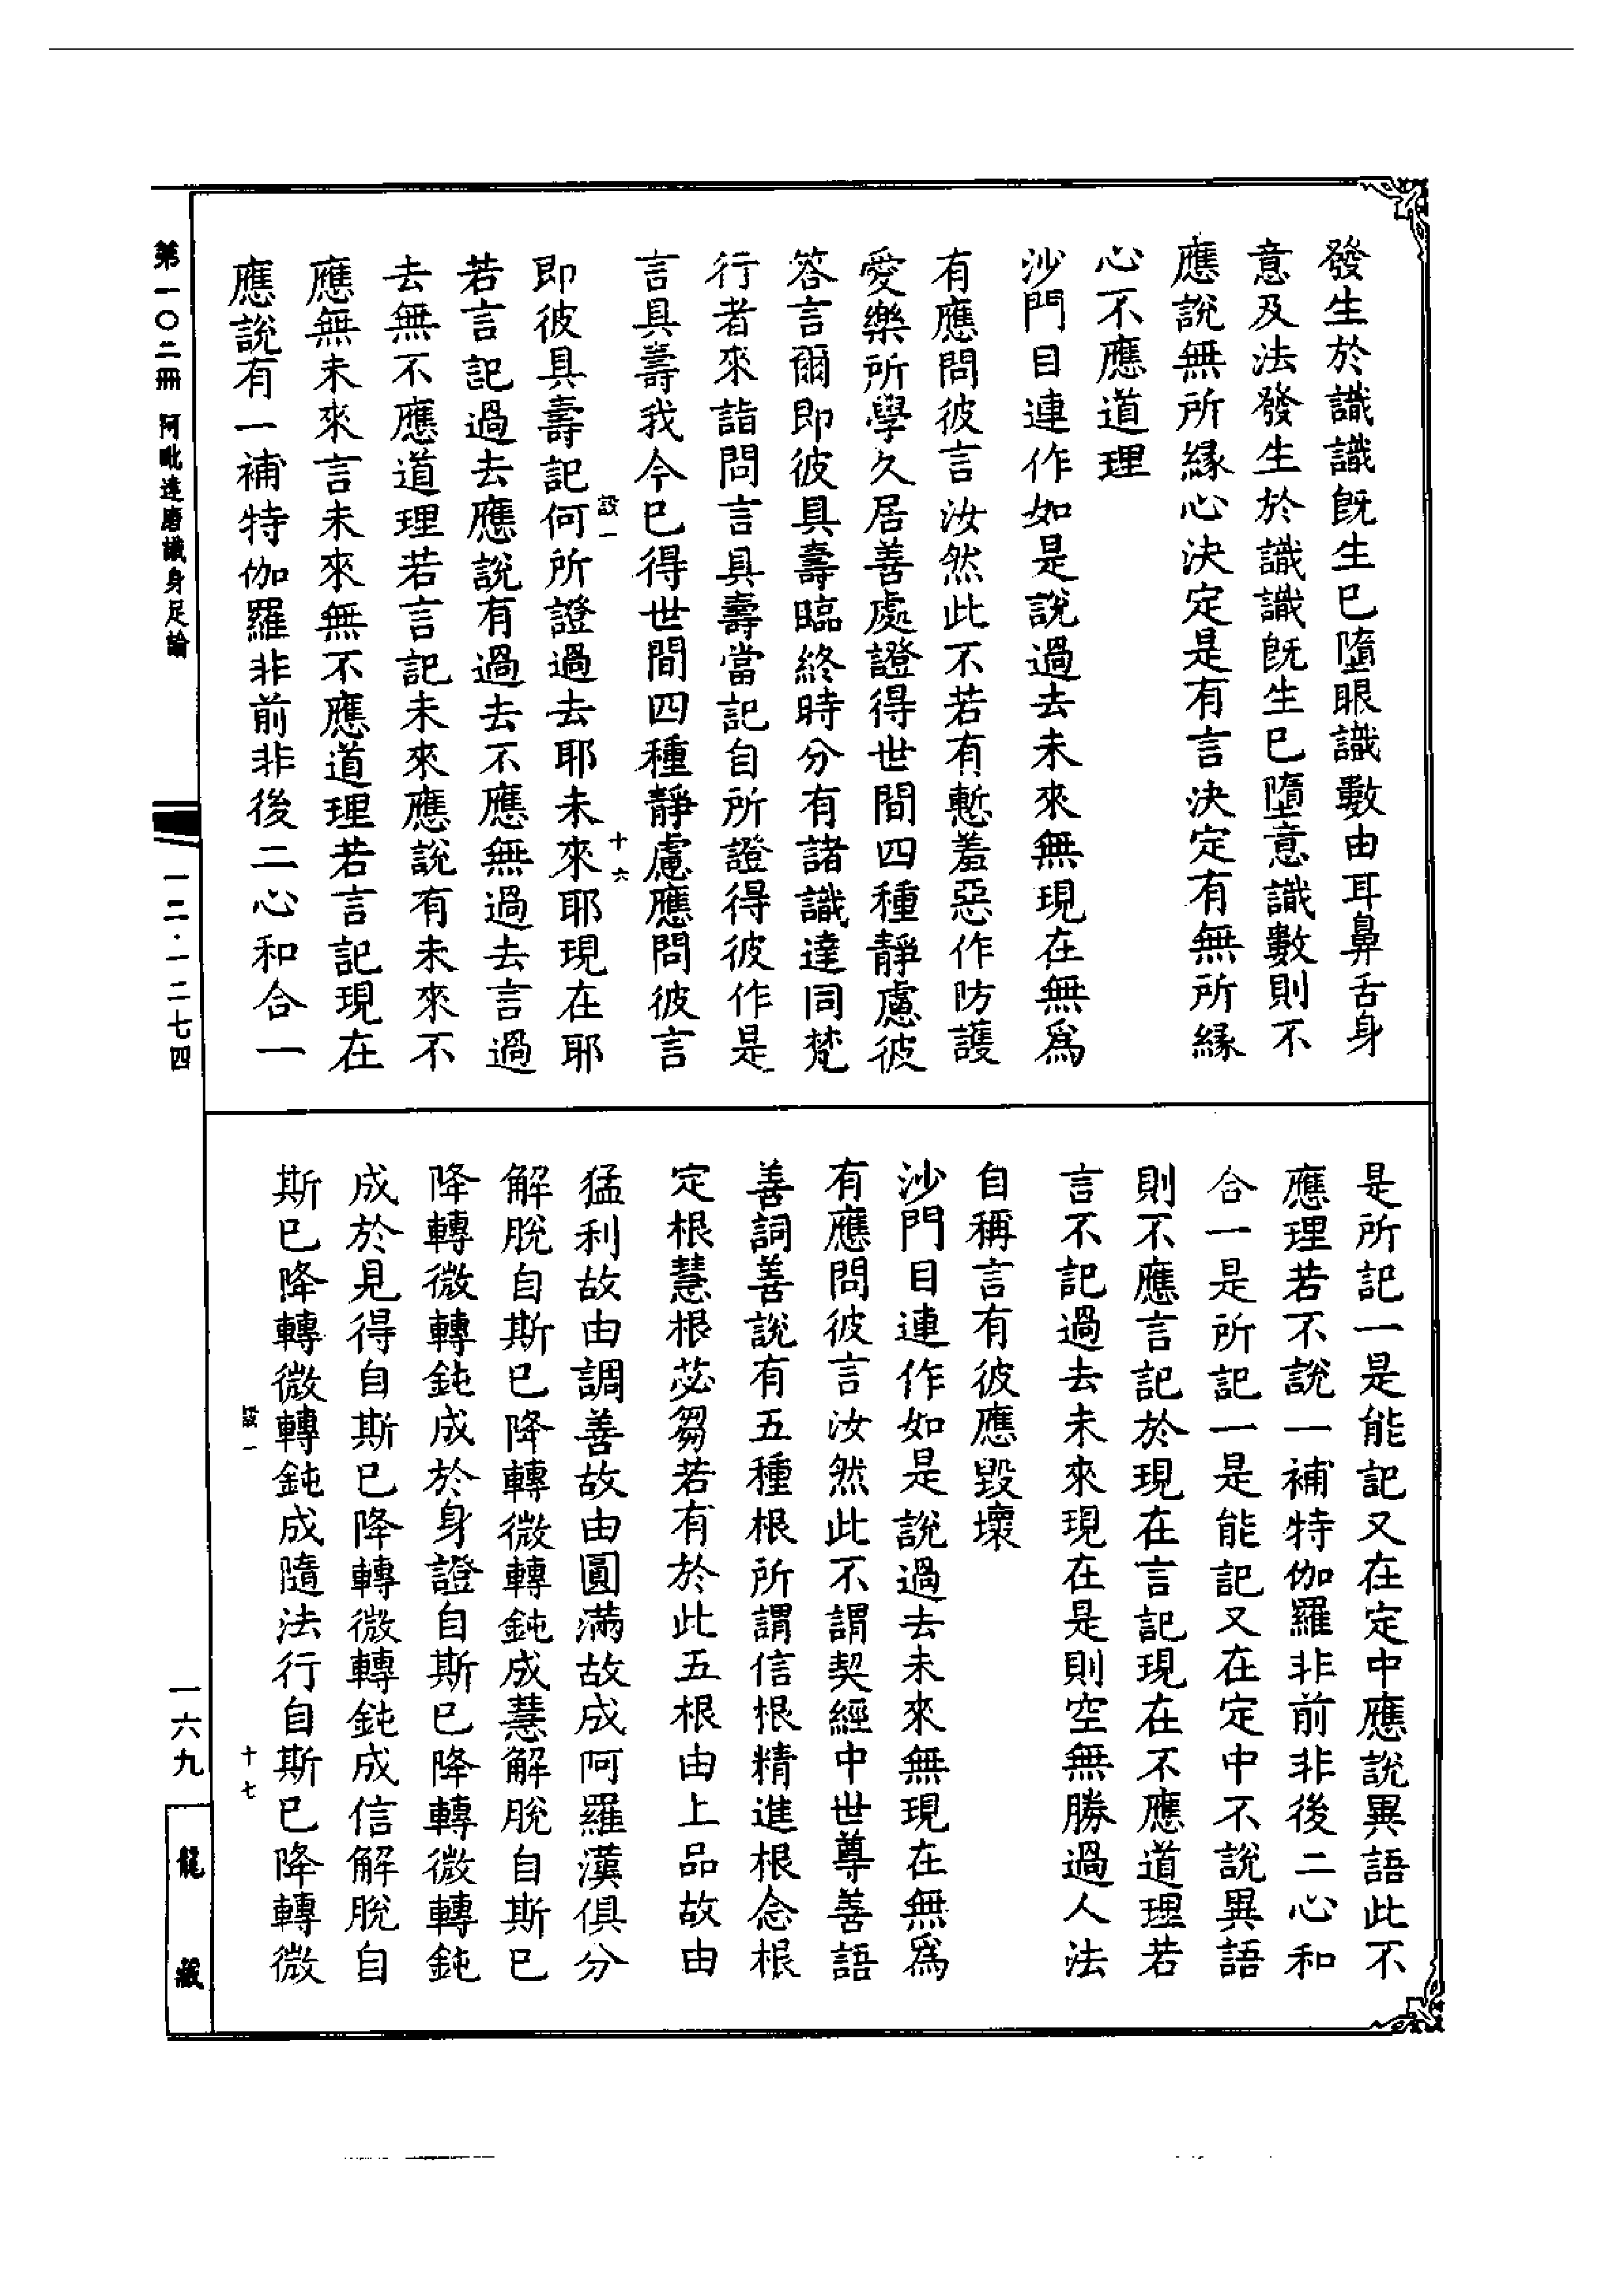 發生於識識既生已墮眼識數由耳鼻舌身
意及法發生於識識既生已墮意識數則不
應說無所緣心決定是有言決定有無所緣
心不應道理
沙門目連作如是說過去未來無現在無爲
有應問彼言汝然此不若有慙羞惡作防護
愛樂所學久居善處證得世間四種靜慮彼
答言爾即彼具壽臨終時分有諸識達同梵
行者來詣問言具壽當記自所證得彼作是
言具壽我今已得世間四種靜慮應問彼言
設一
十六
即彼具壽記何所證過去耶未來耶現在耶
若言記過去應說有過去不應無過去言過
去無不應道理若言記未來應說有未來不
應無未來言未來無不應道理若言記現在
應說有一補特伽羅非前非後二心和合一
是所記一是能記又在定中應說異語此不
應理若不說一補特伽羅非前非後二心和
合一是所記一是能記又在定中不說異語
則不應言記於現在言記現在不應道理若
言不記過去未來現在是則空無勝過人法
自稱言有彼應毀壞
沙門目連作如是說過去未來無現在無爲
有應問彼言汝然此不謂契經中世尊善語
善詞善說有五種根所謂信根精進根念根
定根慧根苾芻若有於此五根由上品故由
猛利故由調善故由圓滿故成阿羅漢俱分
解脫自斯已降轉微轉鈍成慧解脫自斯已
降轉微轉鈍成於身證自斯已降轉微轉鈍
成於見得自斯已降轉微轉鈍成信解脫自
斯已降轉微轉鈍成隨法行自斯已降轉微
設一
十七
第一〇二冊 阿毗達磨識身足論
一二·一二七四
一六九
龍藏